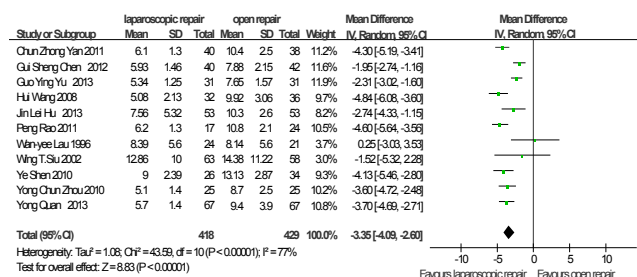 laparoscopic repair open repair Mean Difference Mean Difference
Study or Subgroup Mean SD Total Mean SD Total Weight IV, Random, 95% CI IV, Random, 95% CI
Chun Zhong Yan 2011 6.1 1.3 40 10.4 2.5 38 11.2% -4.30 [-5.19, -3.41]
Gui Sheng Chen 2012 5.93 1.46 40 7.88 2.15 42 11.6% -1.95 [-2.74, -1.16]
Guo Ying Yu 2013 5.34 1.25 31 7.65 1.57 31 11.9% -2.31 [-3.02, -1.60]
Hui Wang 2008 5.08 2.13 32 9.92 3.06 36 9.7% -4.84 [-6.08, -3.60]
Jin Lei Hu 2013 7.56 5.32 53 10.3 2.6 53 8.5% -2.74 [-4.33, -1.15]
Peng Rao 2011 6.2 1.3 17 10.8 2.1 24 10.6% -4.60 [-5.64, -3.56]
Wan-yee Lau 1996 8.39 5.6 24 8.14 5.6 21 3.9% 0.25 [-3.03, 3.53]
Wing T.Siu 2002 12.86 10 63 14.38 11.22 58 3.1% -1.52 [-5.32, 2.28]
Ye Shen 2010 9 2.39 26 13.13 2.87 34 9.2% -4.13 [-5.46, -2.80]
Yong Chun Zhou 2010 5.1 1.4 25 8.7 2.5 25 10.2% -3.60 [-4.72, -2.48]
Yong Quan 2013 5.7 1.4 67 9.4 3.9 67 10.8% -3.70 [-4.69, -2.71]
Total (95% CI) 418 429 100.0% -3.35 [-4.09, -2.60]
Heterogeneity: Tau² = 1.08; Chi² = 43.59, df = 10 (P < 0.00001); I² = 77%
Test for overall effect: Z = 8.83 (P < 0.00001)
-10 -5 0 5 10
Favours laparoscopic repair Favours open repair